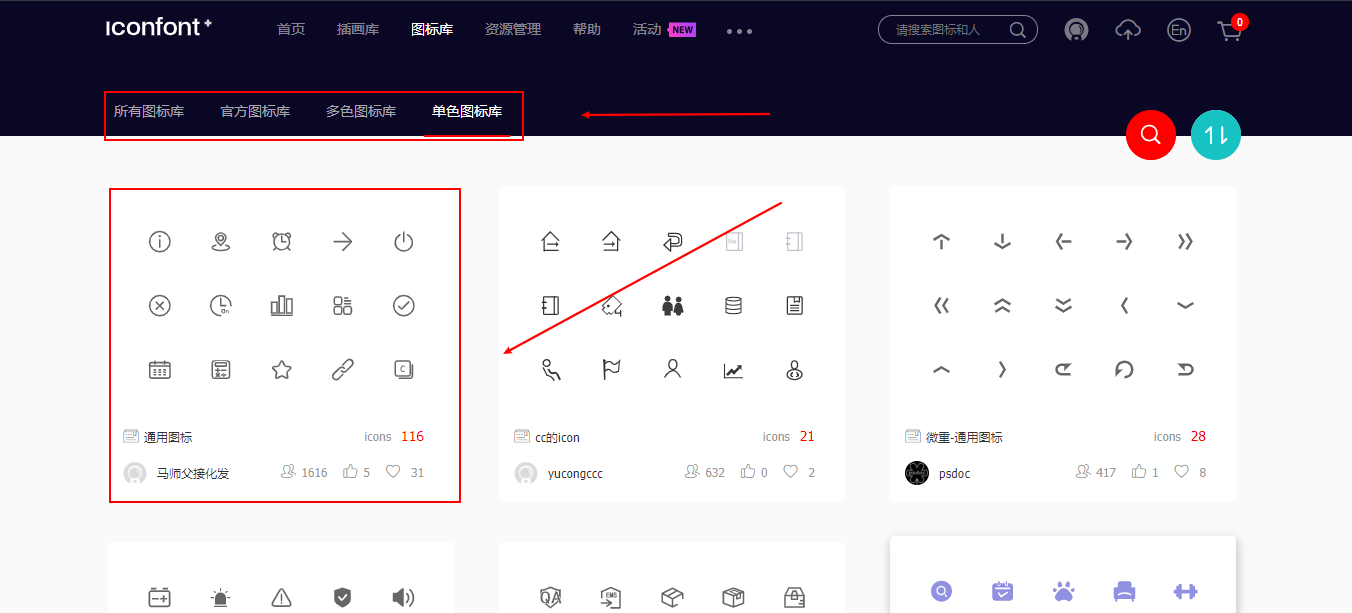 iconfont+ 首页 插画库 图标库 资源管理 帮助 活动 NEW 请搜索图标和人 En 0
所有图标库 官方图标库 多色图标库 单色图标库
On
No
C
通用图标 icons 116
马师父接化发 1616 5 31
cc的icon icons 21
yucongccc 632 0 2
微重-通用图标 icons 28
psdoc 417 1 8
QA EMS